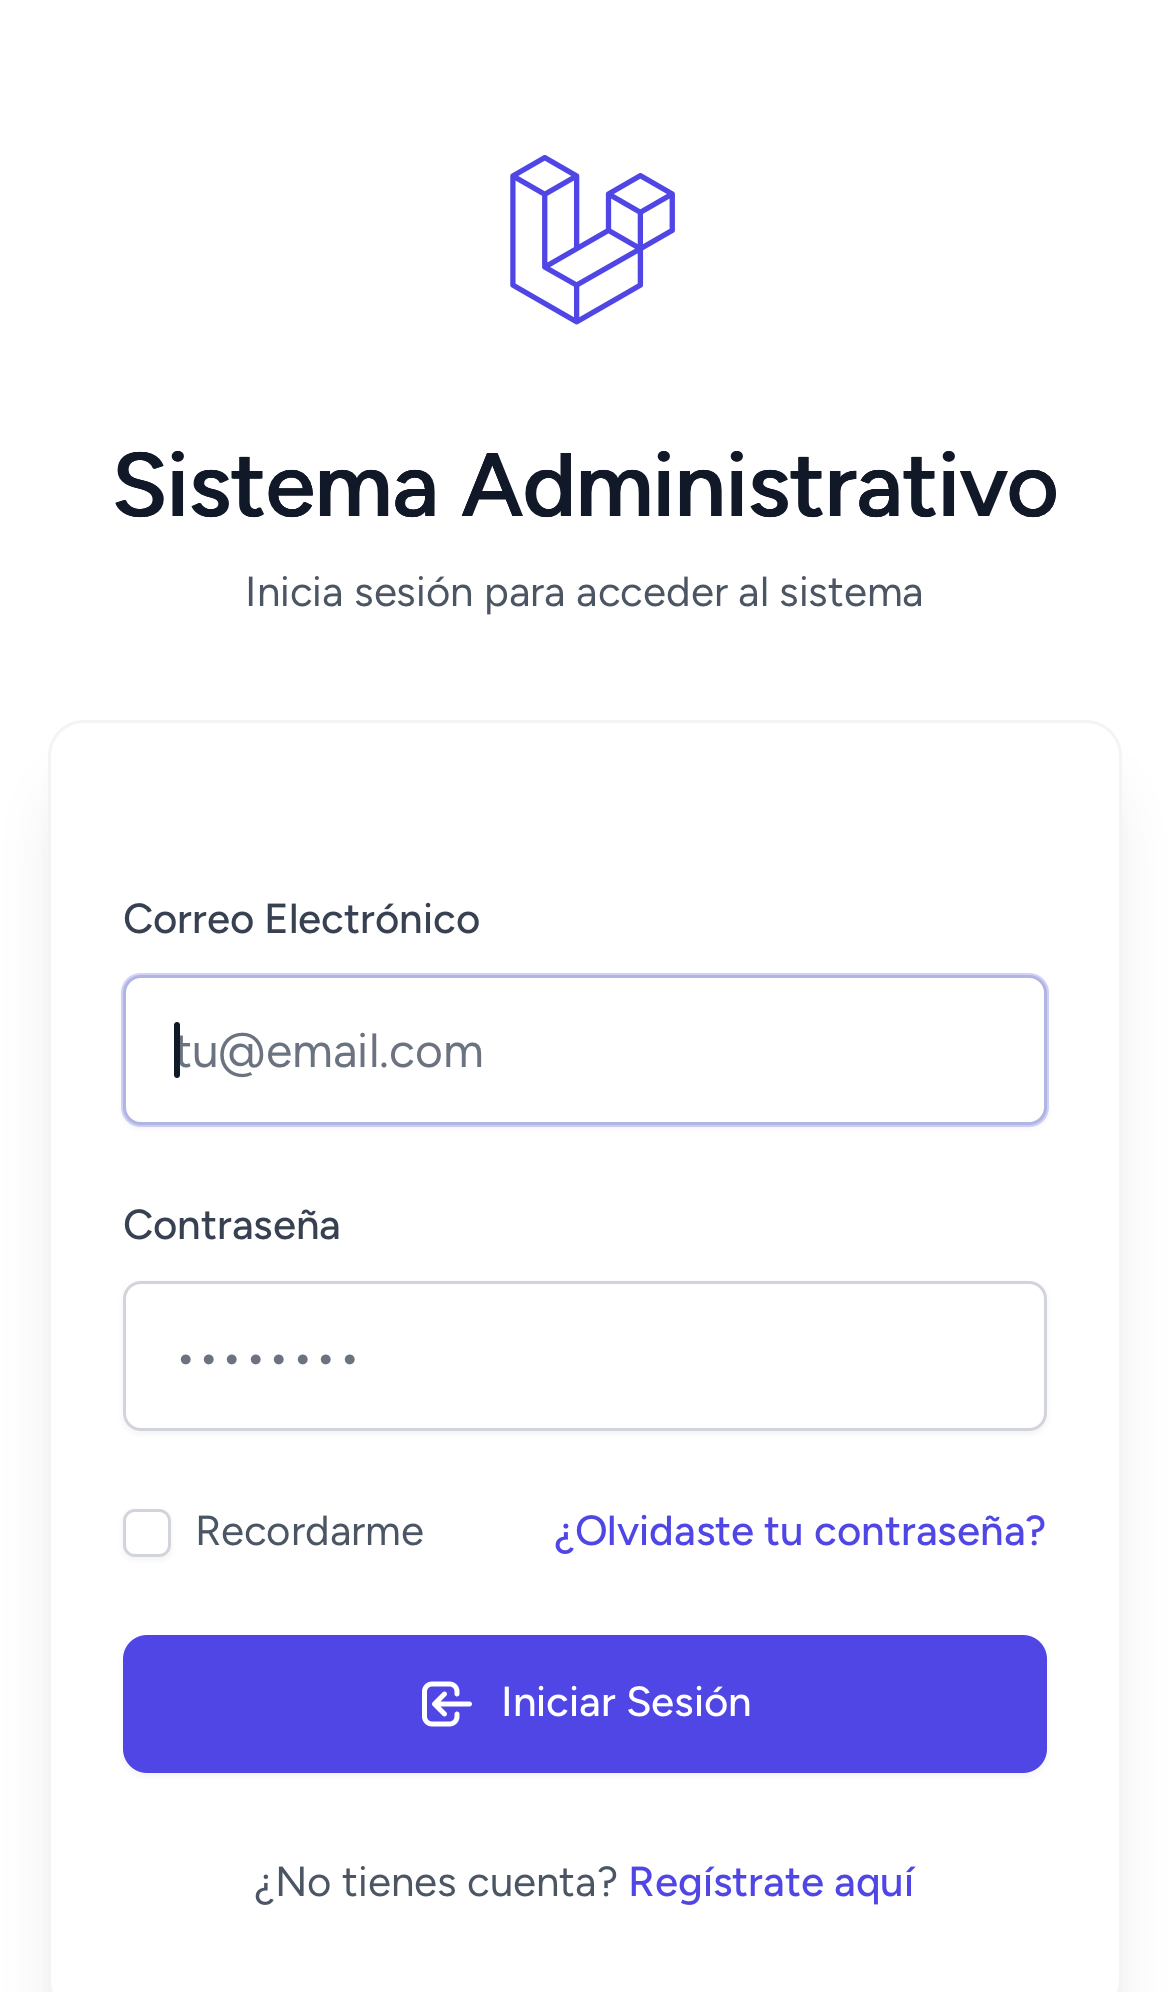 Sistema Administrativo
Inicia sesión para acceder al sistema
Correo Electrónico
tu@email.com
Contraseña
••••••••
Recordarme ¿Olvidaste tu contraseña?
Iniciar Sesión
¿No tienes cuenta? Regístrate aquí